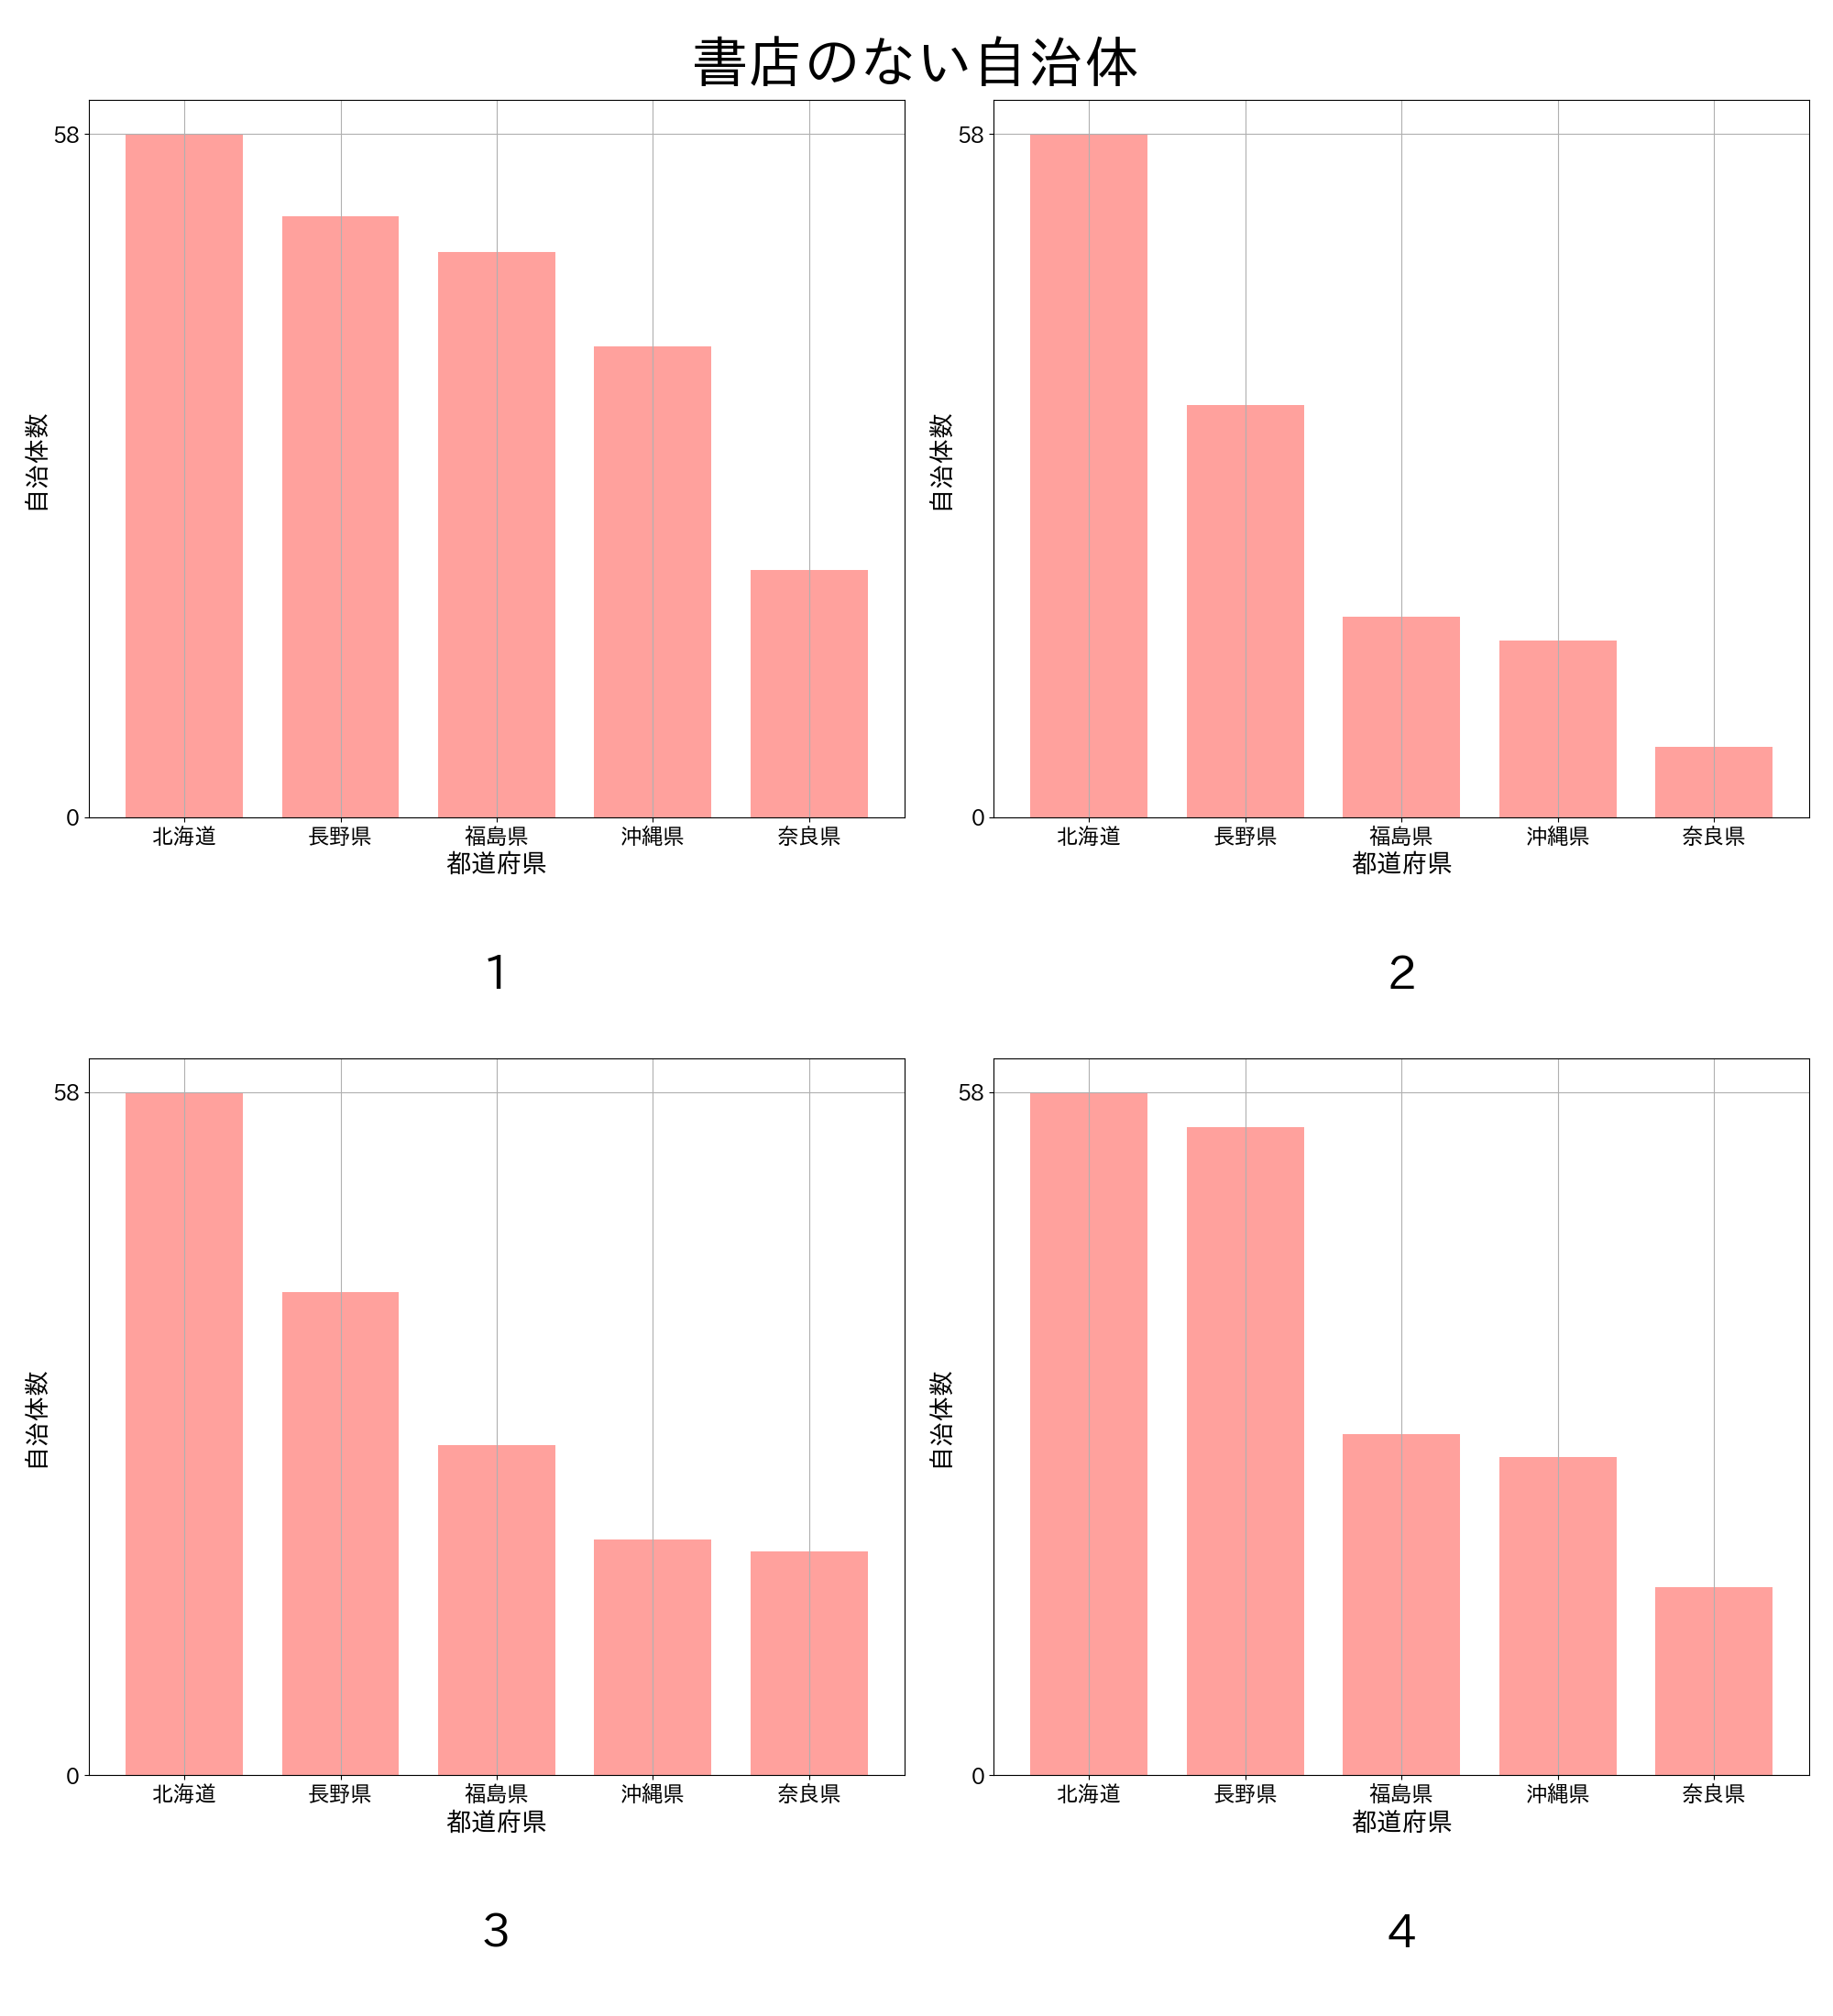 書店のない自治体
58
0
自治体数
北海道 長野県 福島県 沖縄県 奈良県
都道府県
1
58
0
自治体数
北海道 長野県 福島県 沖縄県 奈良県
都道府県
2
58
0
自治体数
北海道 長野県 福島県 沖縄県 奈良県
都道府県
3
58
0
自治体数
北海道 長野県 福島県 沖縄県 奈良県
都道府県
4